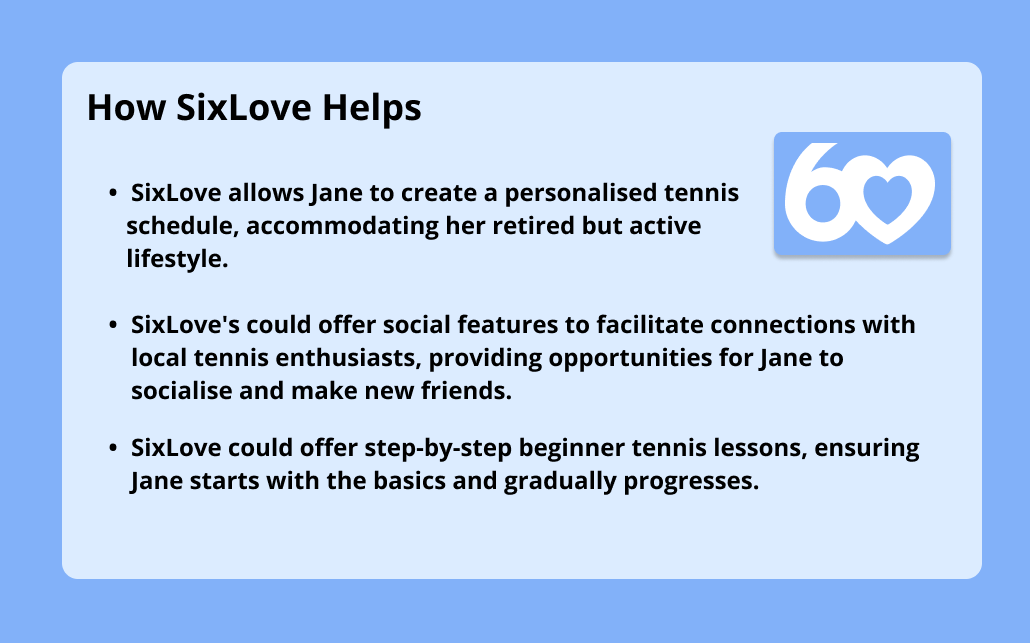 How SixLove Helps
6
• SixLove allows Jane to create a personalised tennis
schedule, accommodating her retired but active
lifestyle.
• SixLove's could offer social features to facilitate connections with
local tennis enthusiasts, providing opportunities for Jane to
socialise and make new friends.
• SixLove could offer step-by-step beginner tennis lessons, ensuring
Jane starts with the basics and gradually progresses.